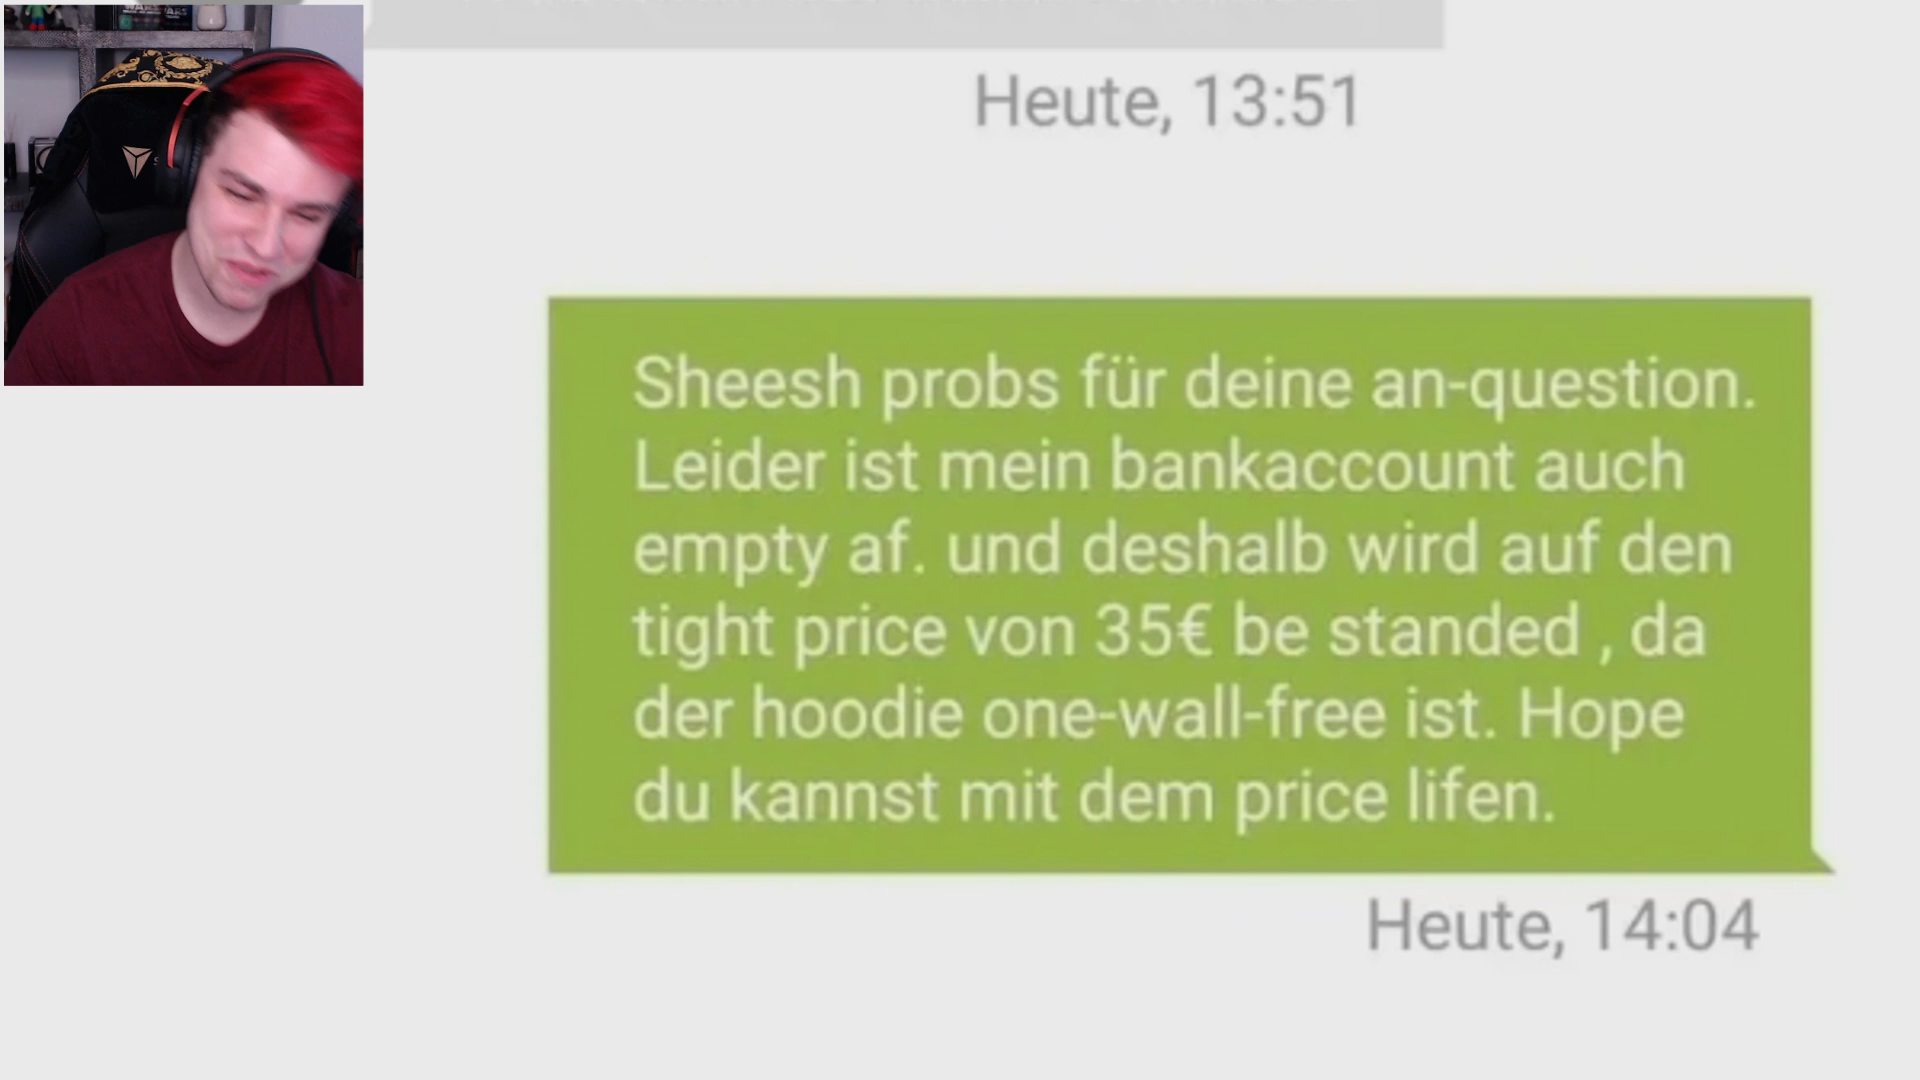 Heute, 13:51
Sheesh probs für deine an-question.
Leider ist mein bankaccount auch
empty af. und deshalb wird auf den
tight price von 35€ be standed , da
der hoodie one-wall-free ist. Hope
du kannst mit dem price lifen.
Heute, 14:04